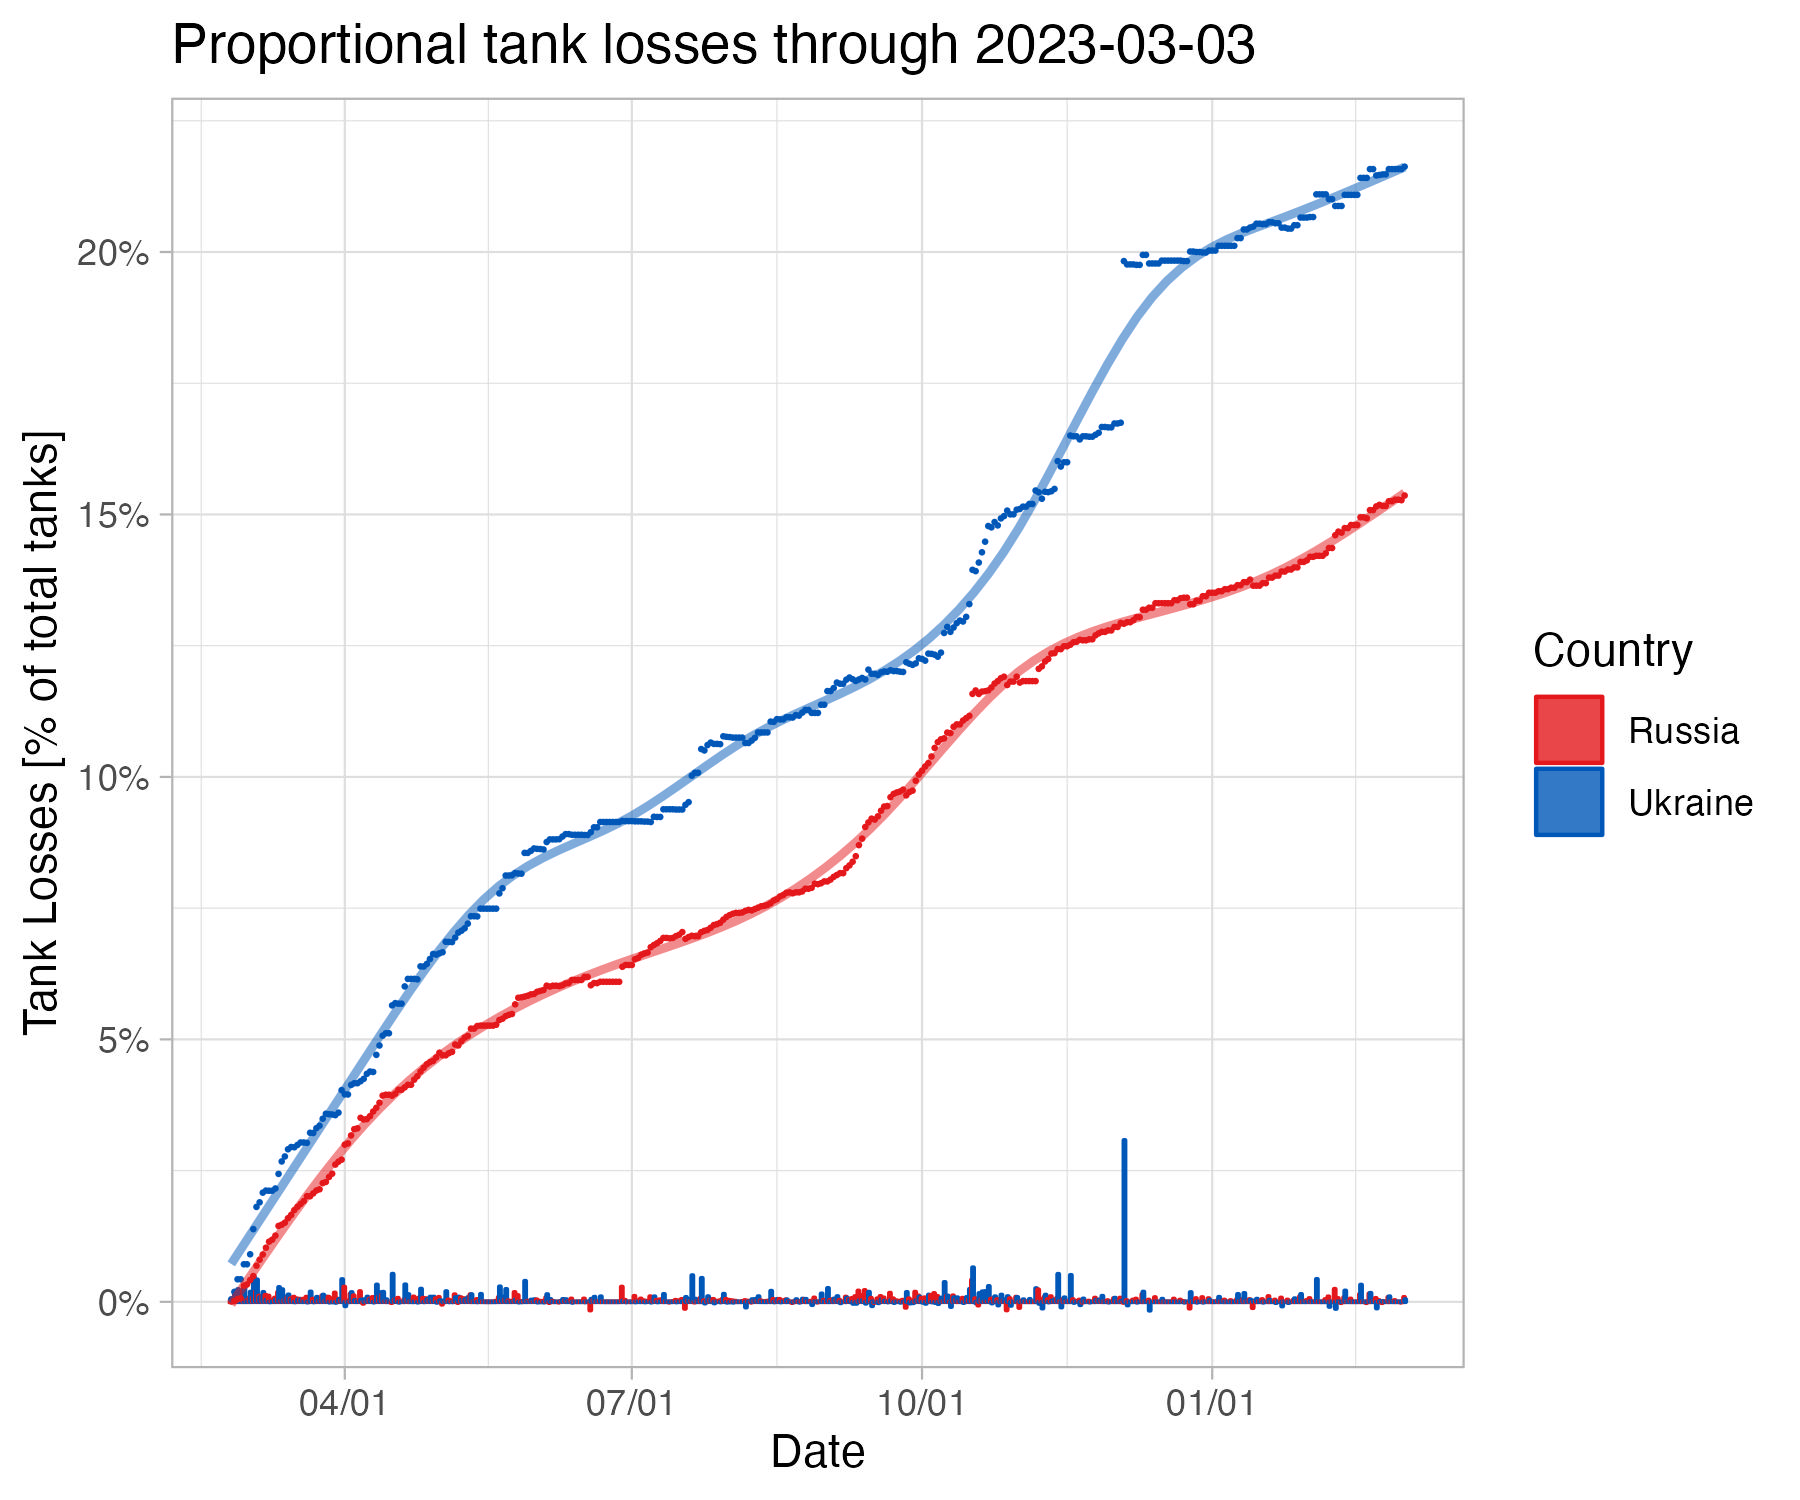 Proportional tank losses through 2023-03-03
Tank Losses [% of total tanks]
20%
15%
10%
5%
0%
04/01
07/01
10/01
01/01
Date
Country
Russia
Ukraine